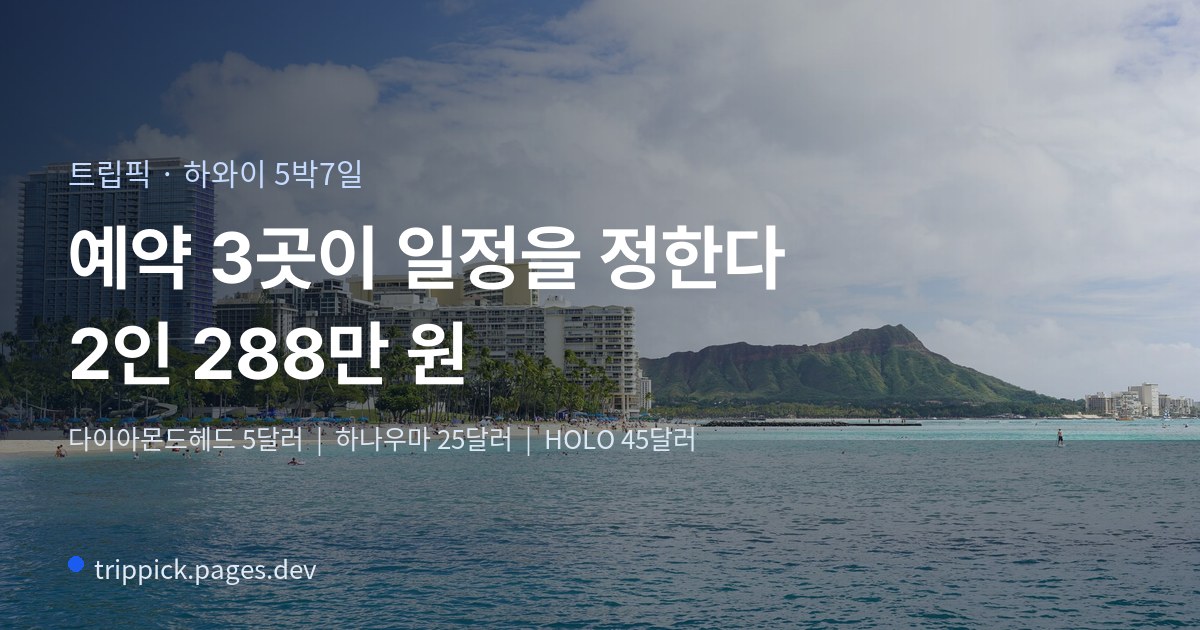 트립픽 · 하와이 5박7일
예약 3곳이 일정을 정한다
2인 288만 원
다이아몬드헤드 5달러 | 하나우마 25달러 | HOLO 45달러
trippick.pages.dev